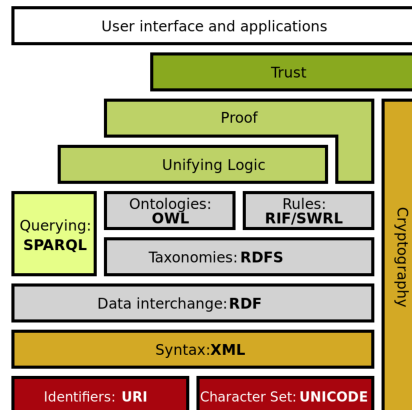 User interface and applications
Trust
Proof
Unifying Logic
Querying:
SPARQL
Ontologies:
OWL
Rules:
RIF/SWRL
Taxonomies: RDFS
Data interchange: RDF
Syntax:XML
Identifiers: URI
Character Set: UNICODE
Cryptography